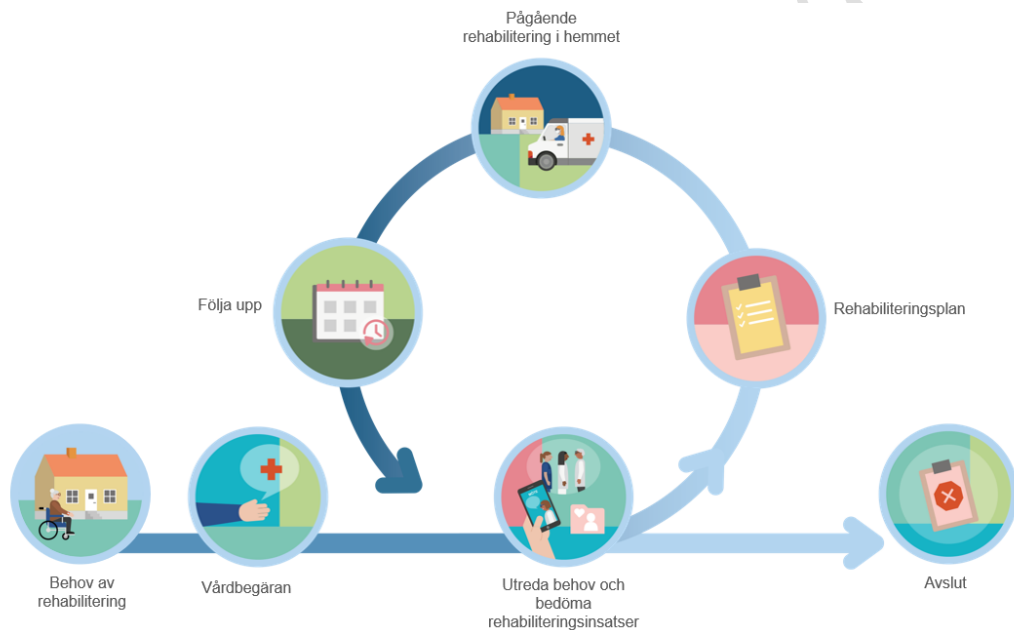 Pågående
rehabilitering i hemmet
Följa upp
Rehabiliteringsplan
Behov av
rehabilitering
Vårdbegäran
Utreda behov och
bedöma
rehabiliteringsinsatser
Avslut